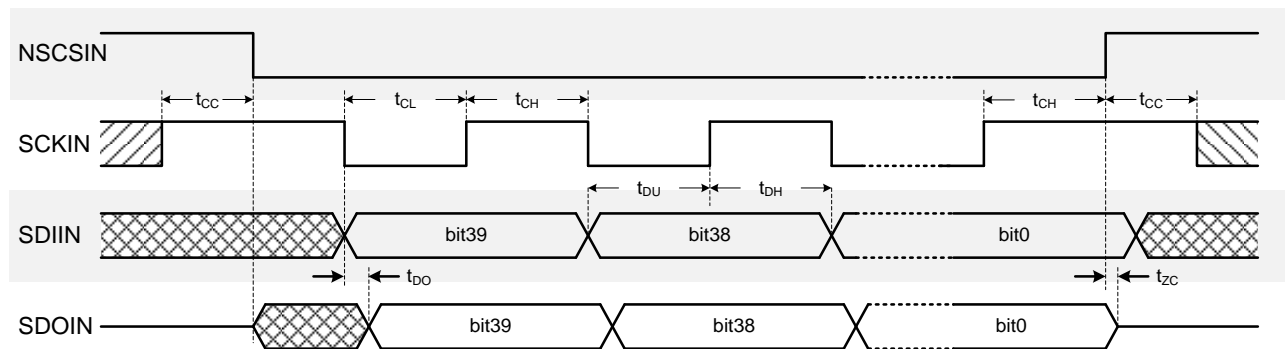 NSCSIN
tCC tCL tCH tCH tCC
SCKIN
tDU tDH
SDIIN bit39 bit38 bit0
tDO tZC
SDOIN bit39 bit38 bit0